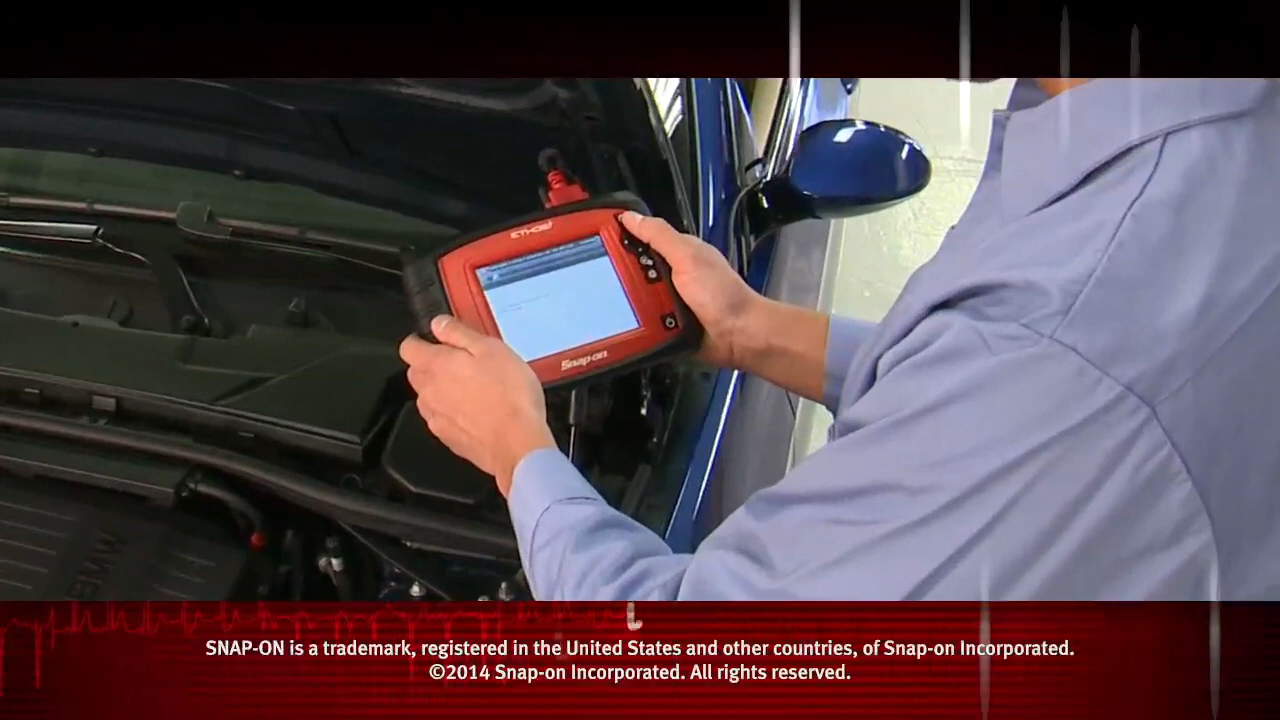 ETHOS
Snap-on
BMW
SNAP-ON is a trademark, registered in the United States and other countries, of Snap-on Incorporated.
©2014 Snap-on Incorporated. All rights reserved.